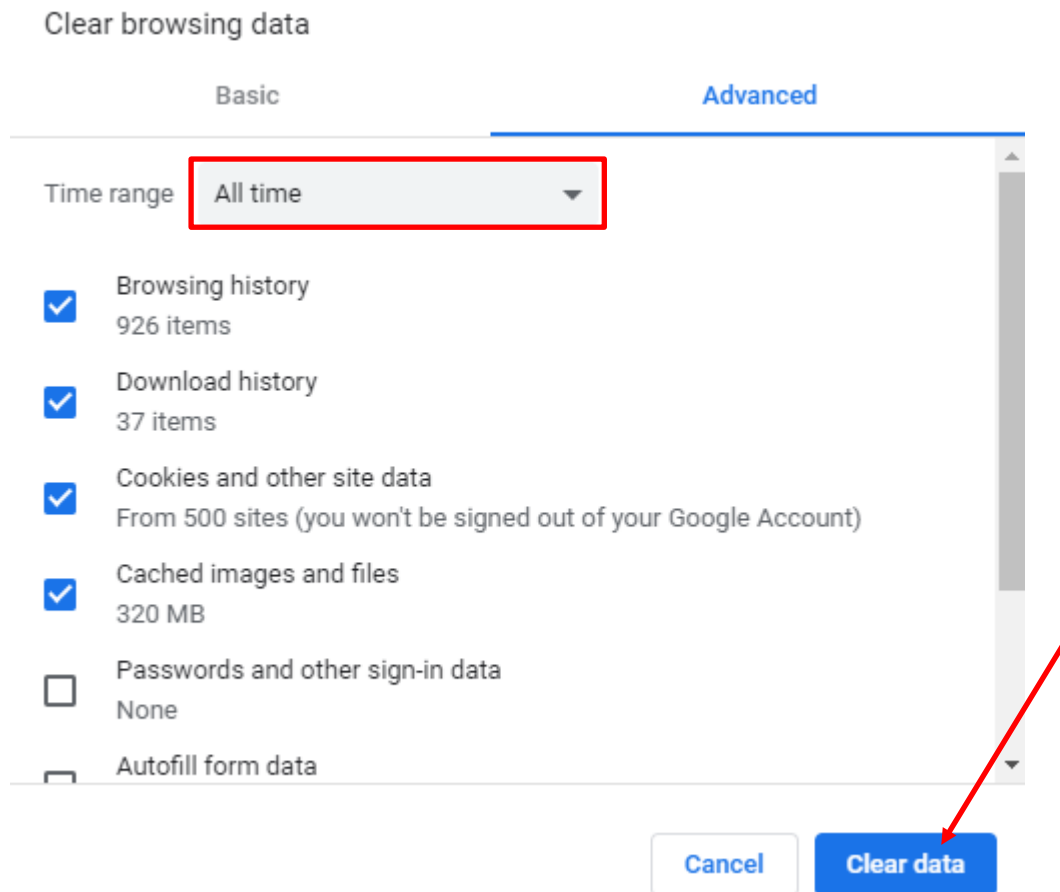 Clear browsing data
Basic
Advanced
Time range
All time
Browsing history
926 items
Download history
37 items
Cookies and other site data
From 500 sites (you won't be signed out of your Google Account)
Cached images and files
320 MB
Passwords and other sign-in data
None
Autofill form data
Cancel
Clear data